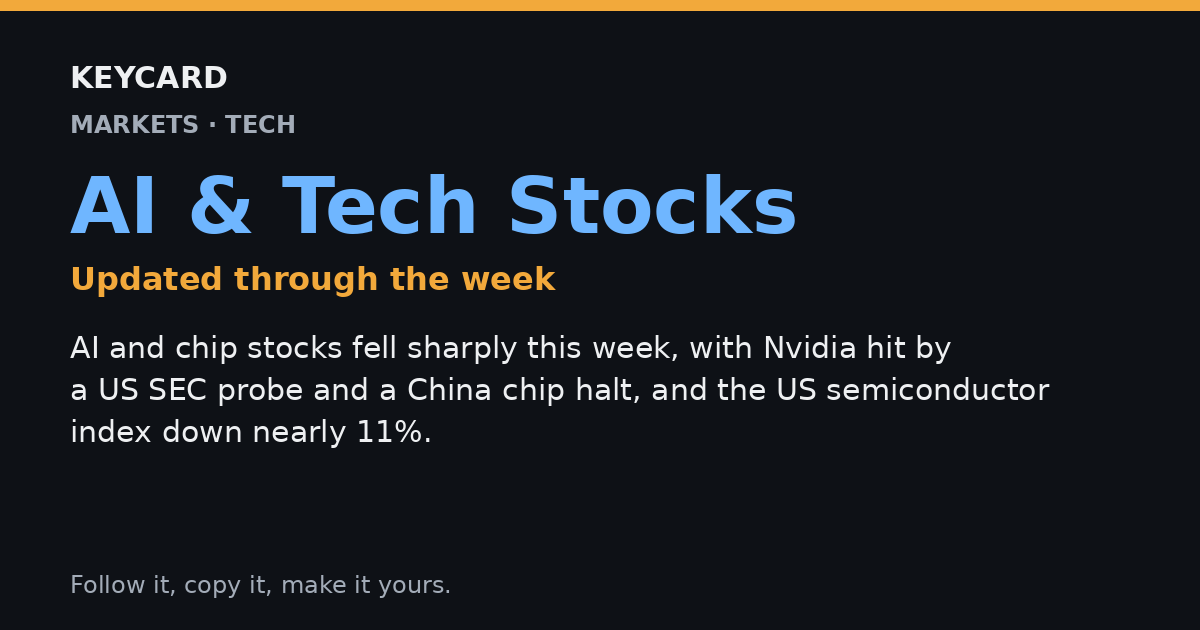 KEYCARD
MARKETS · TECH
AI & Tech Stocks
Updated through the week
AI and chip stocks fell sharply this week, with Nvidia hit by
a US SEC probe and a China chip halt, and the US semiconductor
index down nearly 11%.
Follow it, copy it, make it yours.